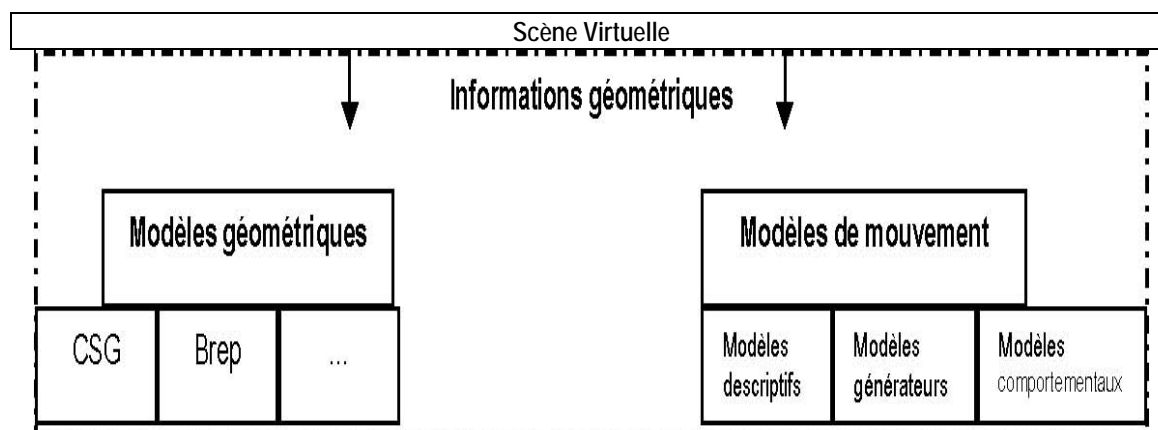 Scène Virtuelle
Informations géométriques
Modèles géométriques
Modèles de mouvement
CSG
Brep
...
Modèles
descriptifs
Modèles
générateurs
Modèles
comportementaux